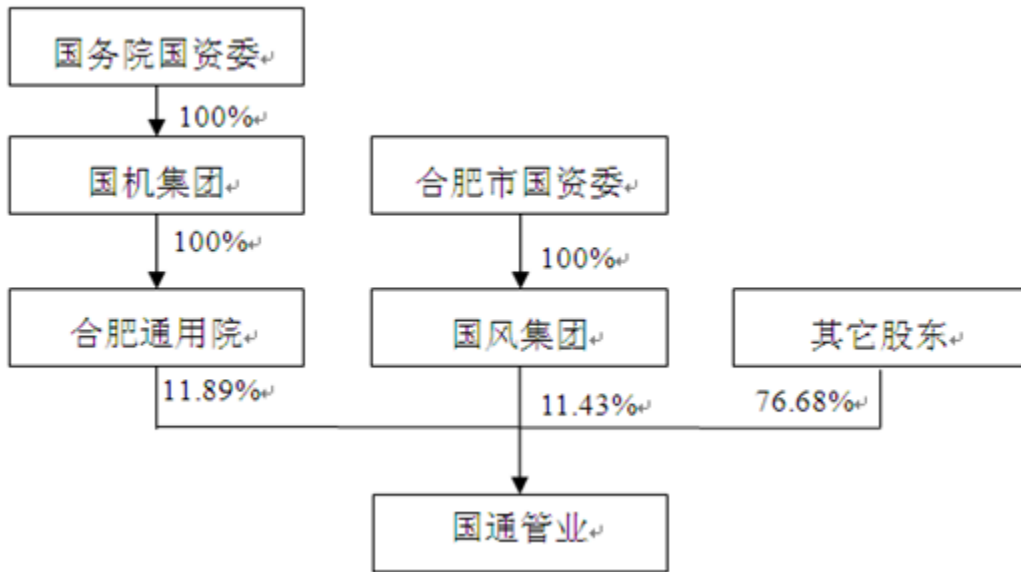 国务院国资委
100%
国机集团
合肥市国资委
100%
100%
合肥通用院
国风集团
其它股东
11.89%
11.43%
76.68%
国通管业